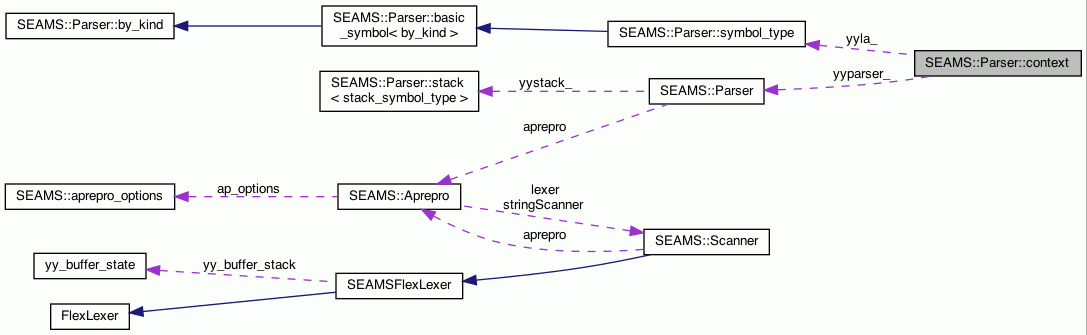 SEAMS::Parser::by_kind
SEAMS::Parser::basic
_symbol< by_kind >
SEAMS::Parser::symbol_type
yyla_
SEAMS::Parser::context
yyparser_
SEAMS::Parser::stack
< stack_symbol_type >
yystack_
SEAMS::Parser
aprepro
SEAMS::aprepro_options
ap_options
SEAMS::Aprepro
lexer
stringScanner
aprepro
SEAMS::Scanner
yy_buffer_state
yy_buffer_stack
SEAMSFlexLexer
FlexLexer